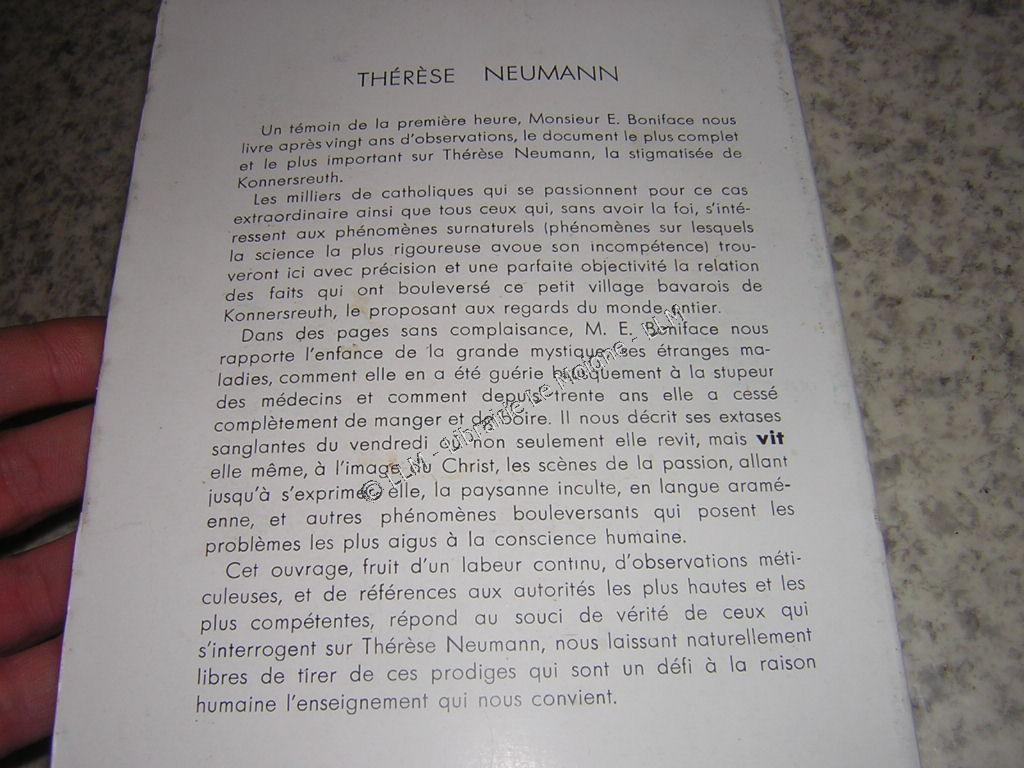 THÉRÈSE NEUMANN
Un témoin de la première heure, Monsieur E. Boniface nous
livre après vingt ans d'observations, le document le plus complet
et le plus important sur Thérèse Neumann, la stigmatisée de
Konnersreuth.
Les milliers de catholiques qui se passionnent pour ce cas
extraordinaire ainsi que tous ceux qui, sans avoir la foi, s'inté-
ressent aux phénomènes surnaturels (phénomènes sur lesquels
la science la plus rigoureuse avoue son incompétence) trou-
veront ici avec précision et une parfaite objectivité la relation
des faits qui ont bouleversé ce petit village bavarois de
Konnersreuth, le proposant aux regards du monde entier.
Dans des pages sans complaisance, M. E. Boniface nous
rapporte l'enfance de la grande mystique, ses étranges ma-
ladies, comment elle en a été guérie brusquement à la stupeur
des médecins et comment depuis trente ans elle a cessé
complètement de manger et de boire. Il nous décrit ses extases
sanglantes du vendredi où non seulement elle revit, mais vit
elle même, à l'image du Christ, les scènes de la passion, allant
jusqu'à s'exprimer, elle, la paysanne inculte, en langue aramé-
enne, et autres phénomènes bouleversants qui posent les
problèmes les plus aigus à la conscience humaine.
Cet ouvrage, fruit d'un labeur continu, d'observations méti-
culeuses, et de références aux autorités les plus hautes et les
plus compétentes, répond au souci de vérité de ceux qui
s'interrogent sur Thérèse Neumann, nous laissant naturellement
libres de tirer de ces prodiges qui sont un défi à la raison
humaine l'enseignement qui nous convient.
© LLM - Librairie Le Moigne - LLM